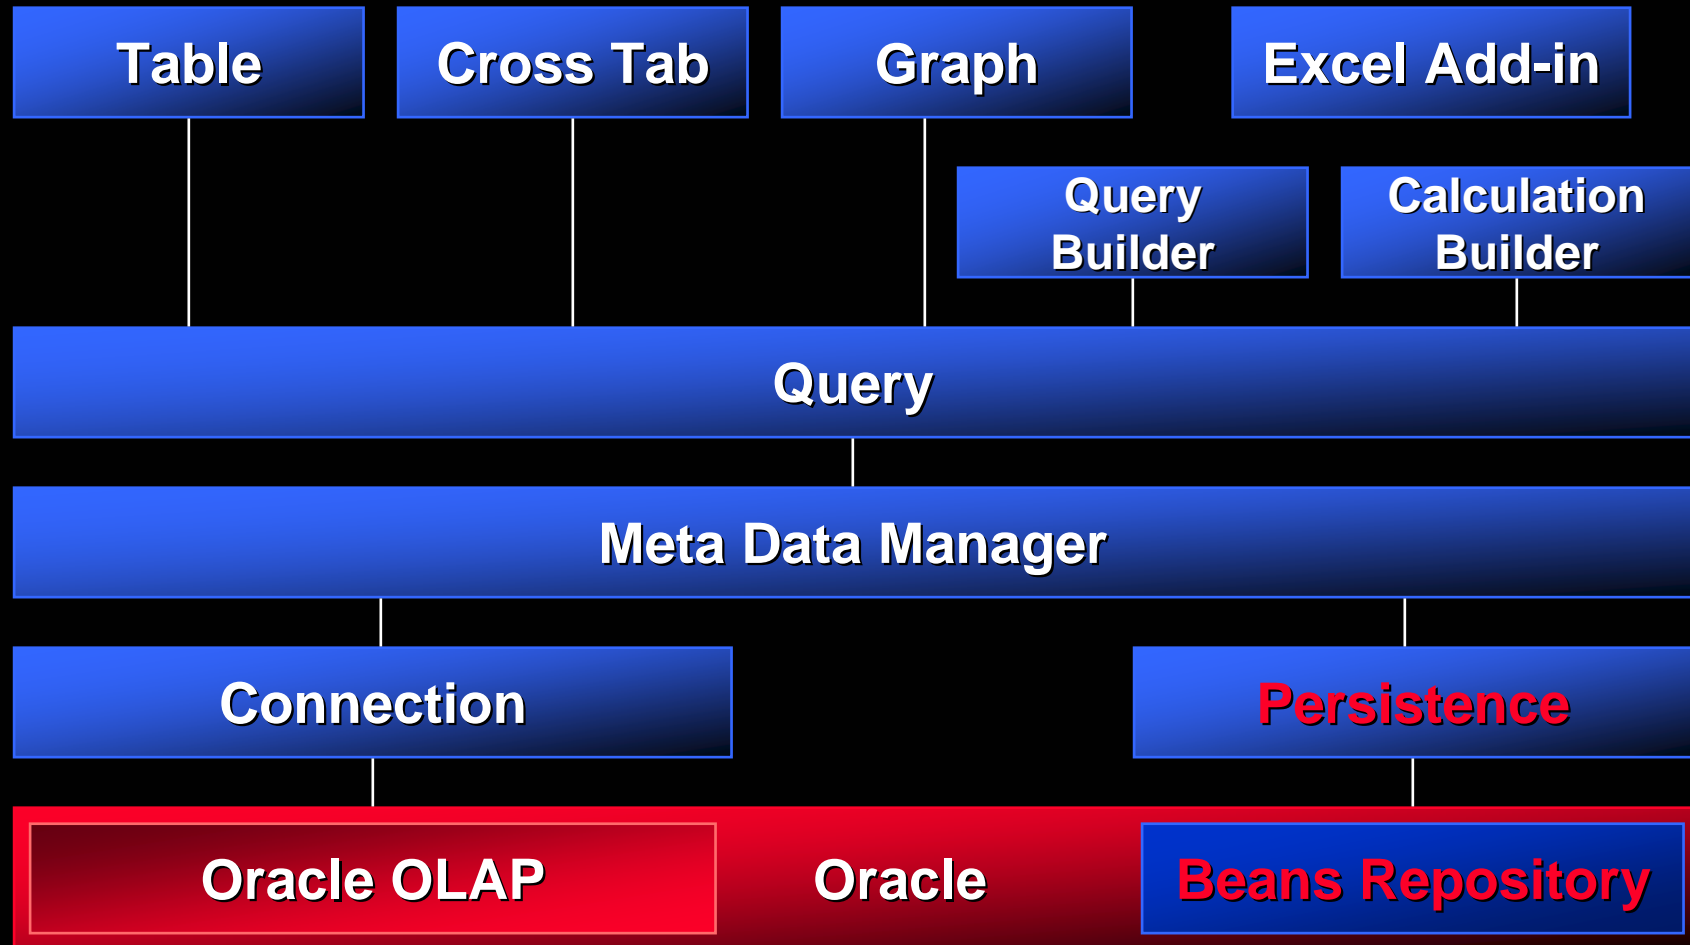 Table
Cross Tab
Graph
Excel Add-in
Query
Builder
Calculation
Builder
Query
Meta Data Manager
Connection
Persistence
Oracle OLAP
Oracle
Beans Repository